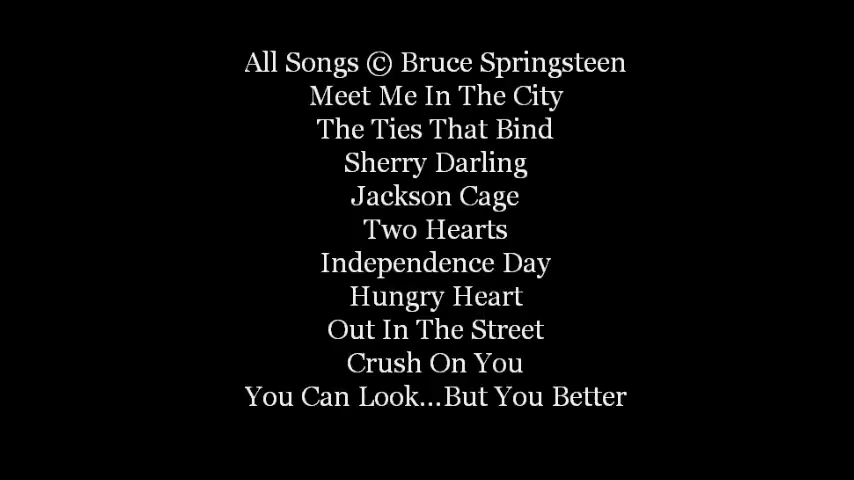 All Songs © Bruce Springsteen
Meet Me In The City
The Ties That Bind
Sherry Darling
Jackson Cage
Two Hearts
Independence Day
Hungry Heart
Out In The Street
Crush On You
You Can Look...But You Better